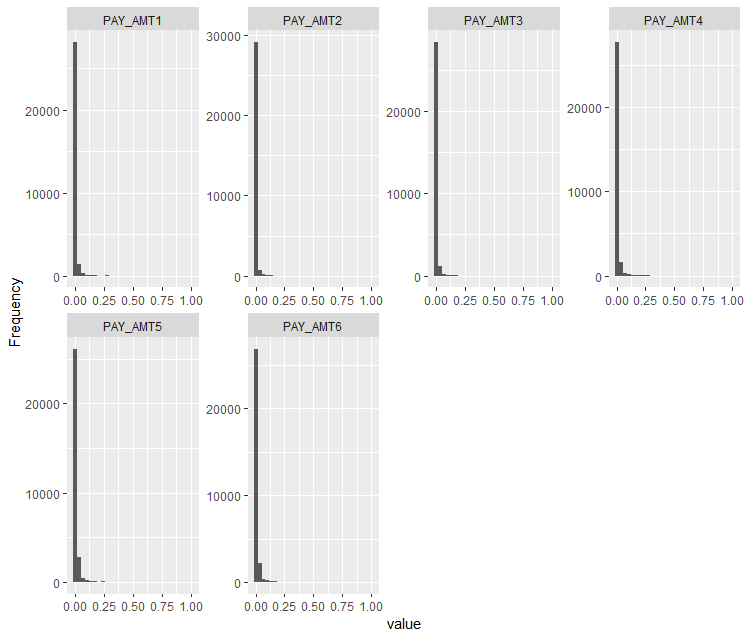 PAY_AMT1 PAY_AMT2 PAY_AMT3 PAY_AMT4
30000
20000 20000 20000 20000
10000 10000 10000 10000
0 0 0 0
0.00 0.25 0.50 0.75 1.00 0.00 0.25 0.50 0.75 1.00 0.00 0.25 0.50 0.75 1.00 0.00 0.25 0.50 0.75 1.00
Frequency
PAY_AMT5 PAY_AMT6
20000 20000
10000 10000
0 0
0.00 0.25 0.50 0.75 1.00 0.00 0.25 0.50 0.75 1.00
value